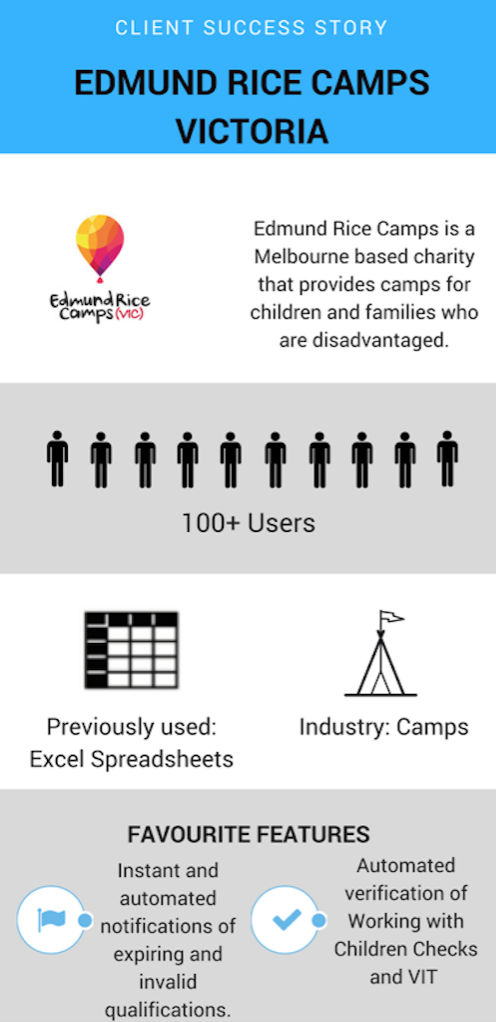 CLIENT SUCCESS STORY
EDMUND RICE CAMPS
VICTORIA
Edmund Rice
Camps (VIC)
Edmund Rice Camps is a
Melbourne based charity
that provides camps for
children and families who
are disadvantaged.
100+ Users
Previously used:
Excel Spreadsheets
Industry: Camps
FAVOURITE FEATURES
Instant and
automated
notifications of
expiring and
invalid
qualifications.
Automated
verification of
Working with
Children Checks
and VIT